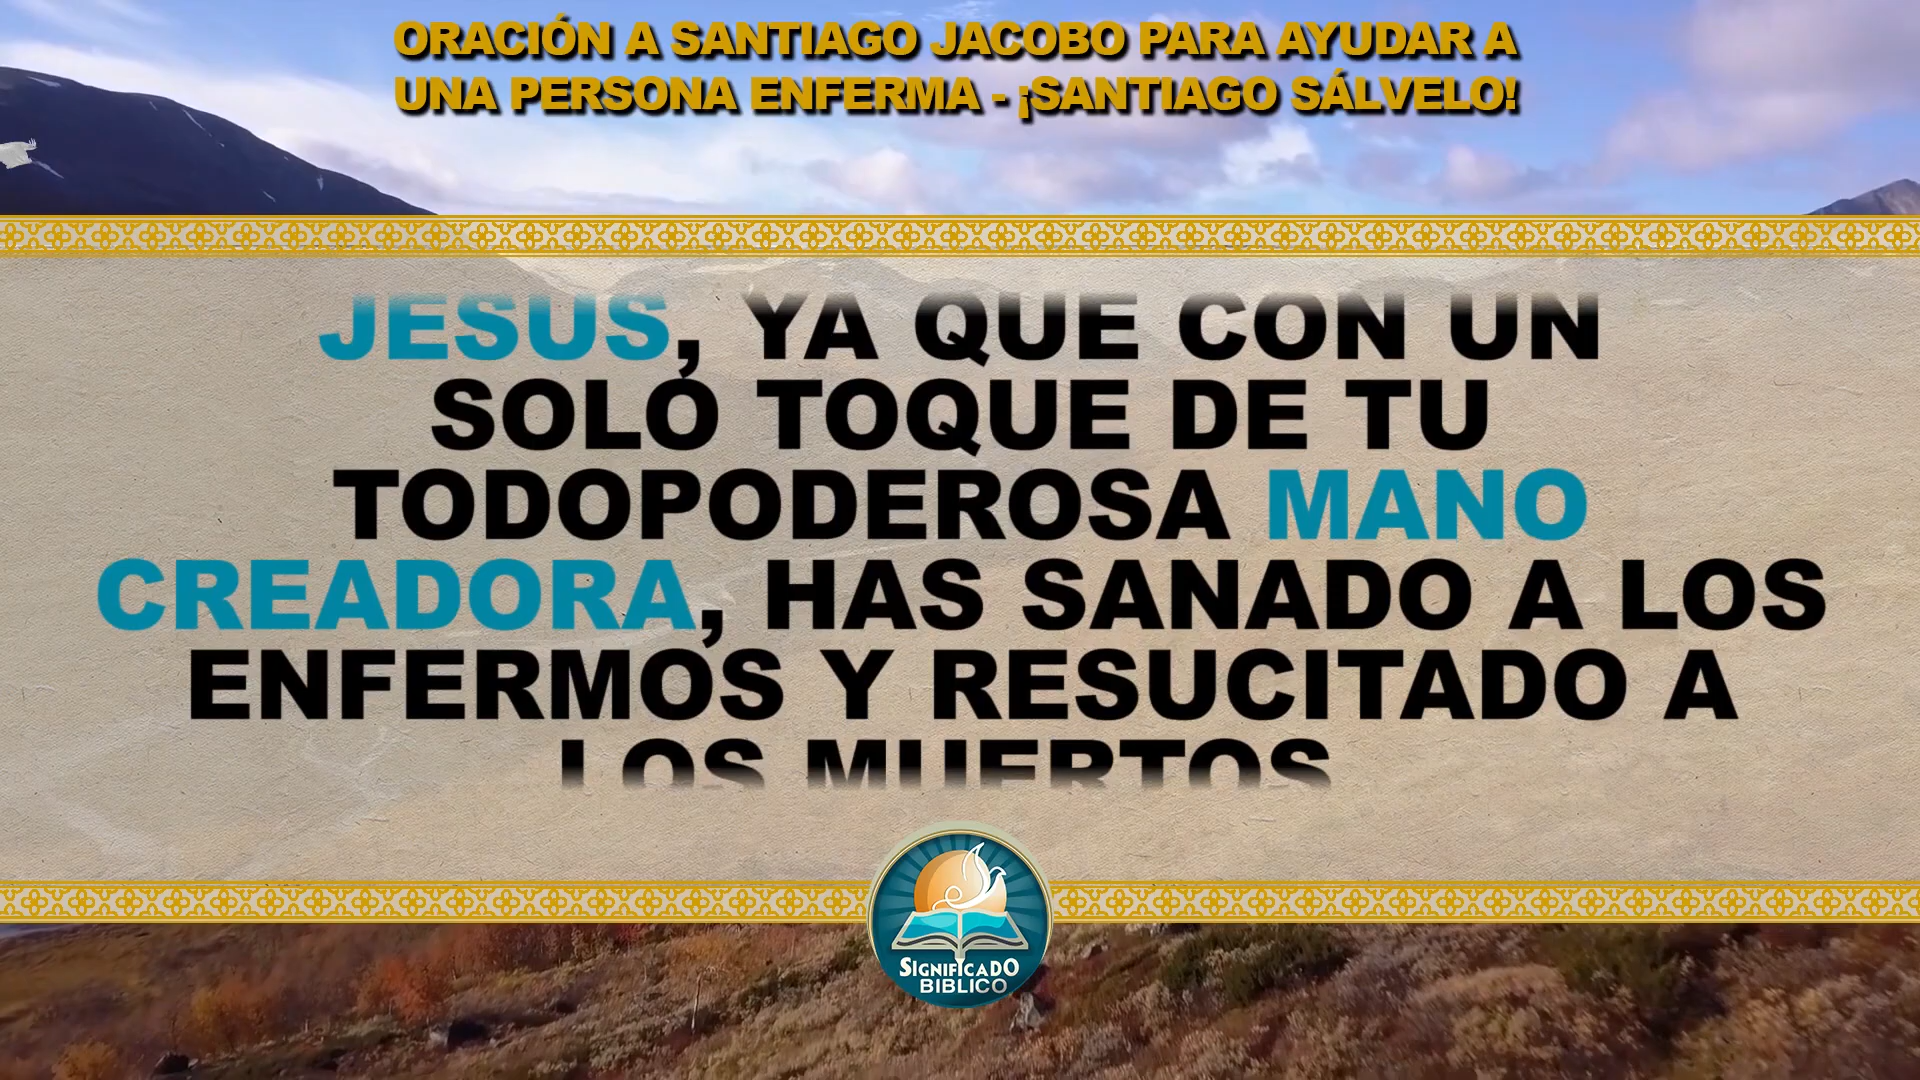 ORACIÓN A SANTIAGO JACOBO PARA AYUDAR A
UNA PERSONA ENFERMA - ¡SANTIAGO SÁLVELO!
JESUS, YA QUE CON UN
SOLO TOQUE DE TU
TODOPODEROSA MANO
CREADORA, HAS SANADO A LOS
ENFERMOS Y RESUCITADO A
LOS MUERTOS
SIGNIFICADO
BIBLICO